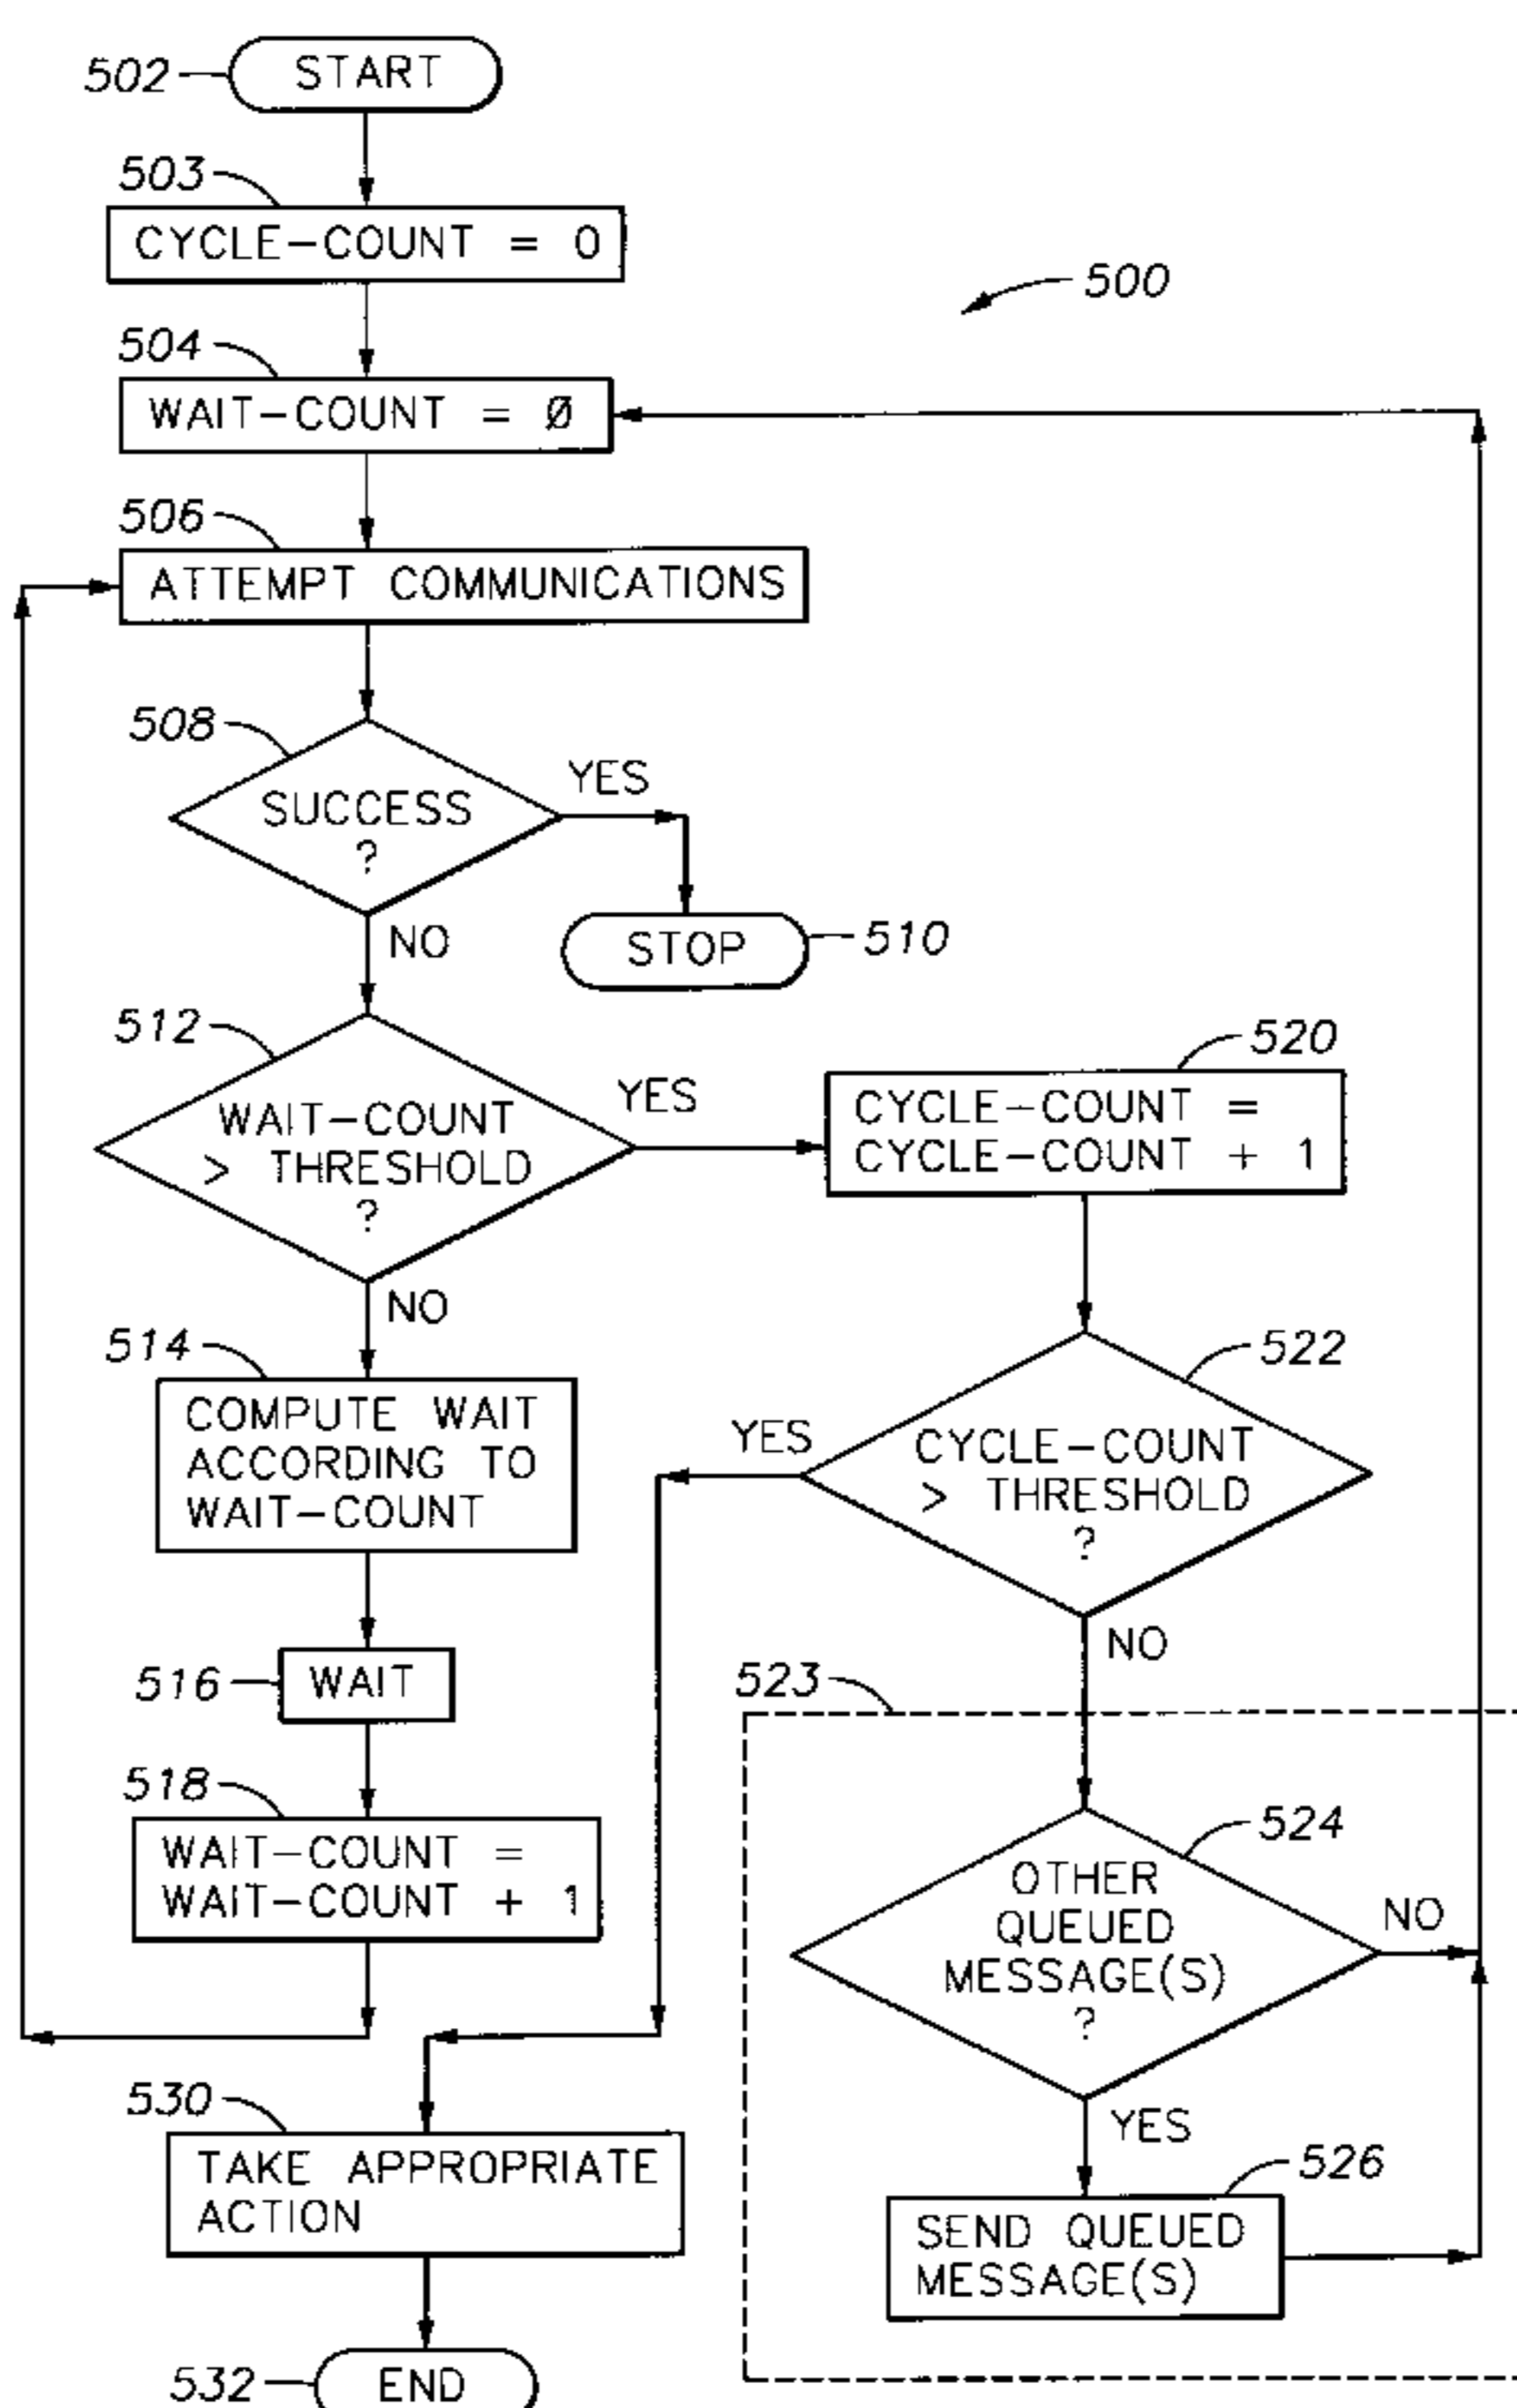 502
START
503
CYCLE-COUNT = 0
500
504
WAIT-COUNT = Ø
506
ATTEMPT COMMUNICATIONS
508
SUCCESS
?
YES
NO
STOP
510
512
WAIT-COUNT
> THRESHOLD
?
YES
NO
520
CYCLE-COUNT =
CYCLE-COUNT + 1
514
COMPUTE WAIT
ACCORDING TO
WAIT-COUNT
522
CYCLE-COUNT
> THRESHOLD
?
YES
NO
516
WAIT
523
518
WAIT-COUNT =
WAIT-COUNT + 1
524
OTHER
QUEUED
MESSAGE(S)
?
NO
YES
530
TAKE APPROPRIATE
ACTION
526
SEND QUEUED
MESSAGE(S)
532
END